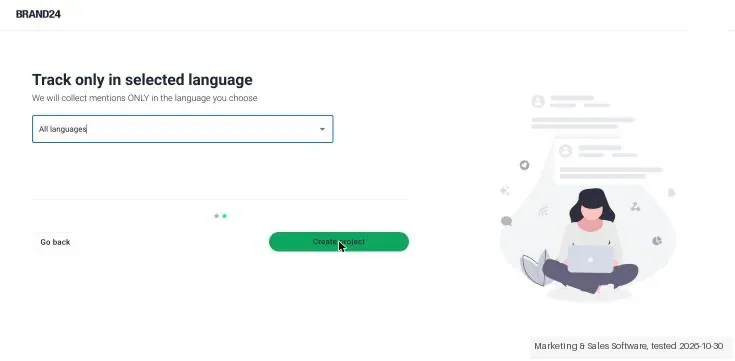 BRAND24
Track only in selected language
We will collect mentions ONLY in the language you choose
All languages
Go back
Create project
Marketing & Sales Software, tested 2026-10-30